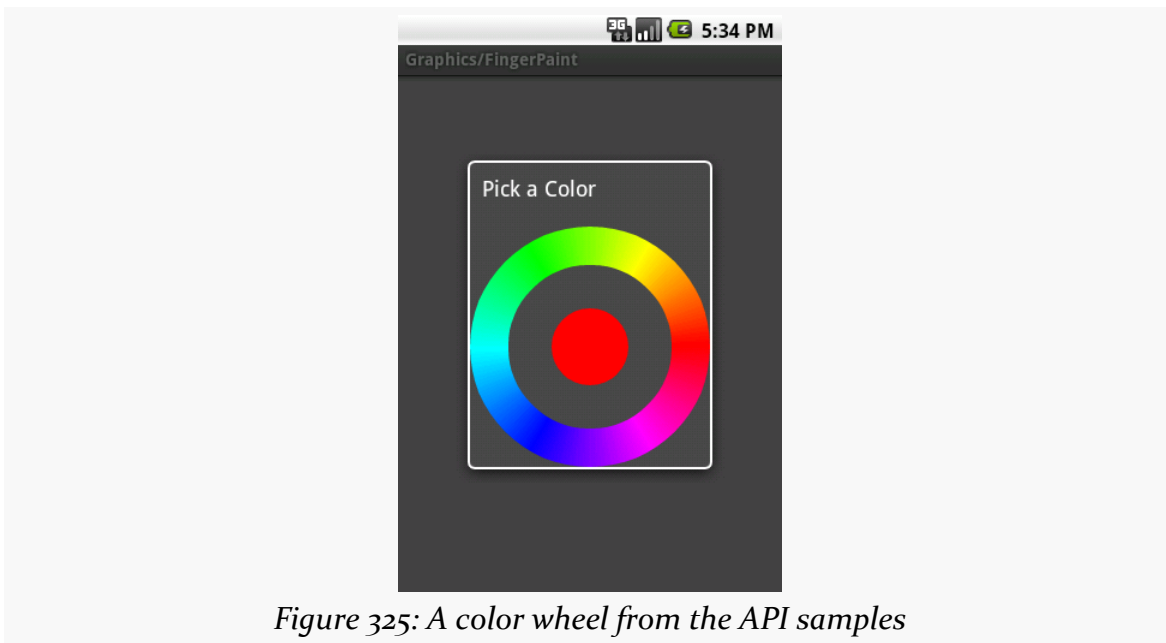 3G 5:34 PM
Graphics/FingerPaint
Pick a Color
Figure 325: A color wheel from the API samples